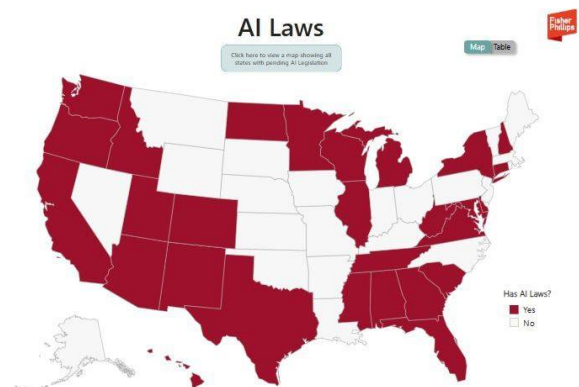 AI Laws
Click here to view a map showing all
states with pending AI Legislation
Map Table
Fisher
Phillips
Has AI Laws?
Yes
No